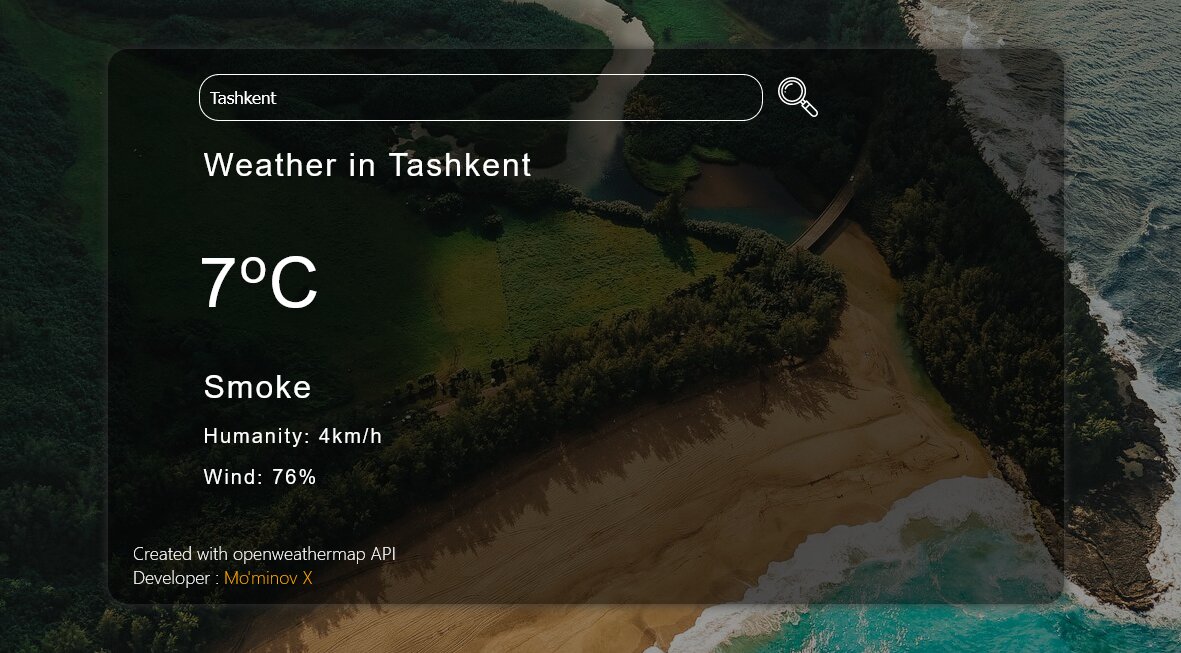 Tashkent
Weather in Tashkent
7ºC
Smoke
Humanity: 4km/h
Wind: 76%
Created with openweathermap API
Developer : Mo'minov X